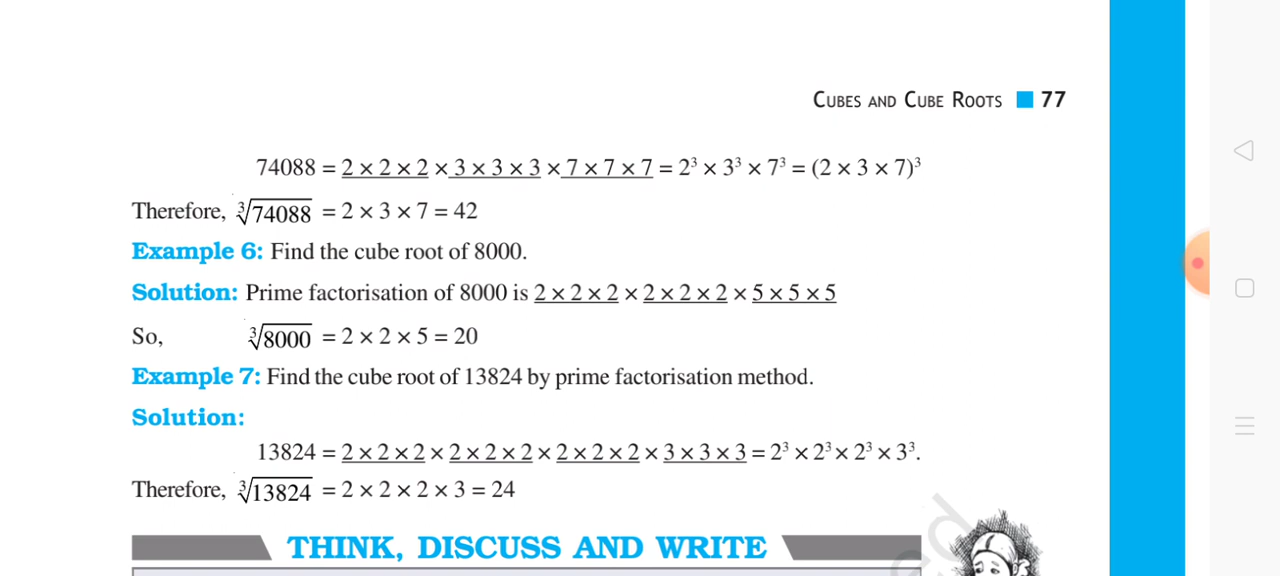 CUBES AND CUBE ROOTS ■ 77
74088 = 2 × 2 × 2 × 3 × 3 × 3 × 7 × 7 × 7 = 2³ × 3³ × 7³ = (2 × 3 × 7)³
Therefore, ∛74088 = 2 × 3 × 7 = 42
Example 6: Find the cube root of 8000.
Solution: Prime factorisation of 8000 is 2 × 2 × 2 × 2 × 2 × 2 × 5 × 5 × 5
So, ∛8000 = 2 × 2 × 5 = 20
Example 7: Find the cube root of 13824 by prime factorisation method.
Solution:
13824 = 2 × 2 × 2 × 2 × 2 × 2 × 2 × 2 × 2 × 3 × 3 × 3 = 2³ × 2³ × 2³ × 3³.
Therefore, ∛13824 = 2 × 2 × 2 × 3 = 24
THINK, DISCUSS AND WRITE